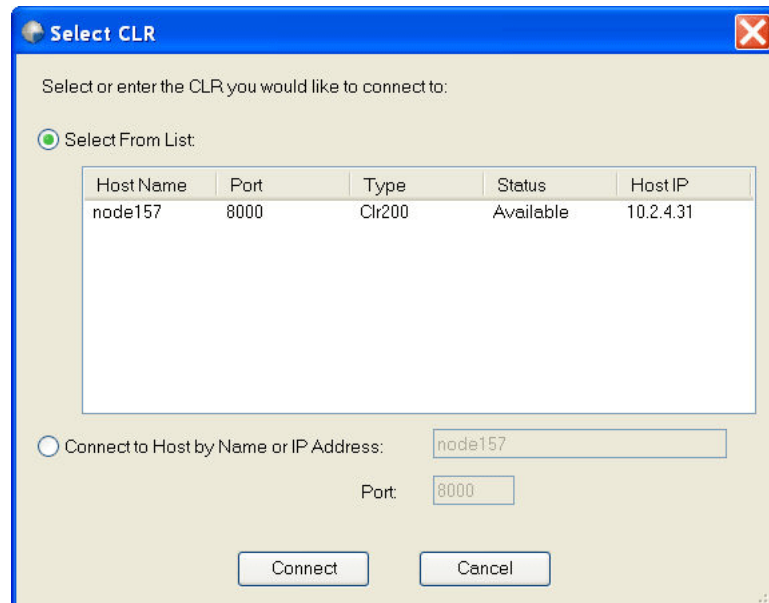 Select CLR
Select or enter the CLR you would like to connect to:
Select From List:
Host Name Port Type Status Host IP
node157 8000 Clr200 Available 10.2.4.31
Connect to Host by Name or IP Address: node157
Port: 8000
Connect Cancel